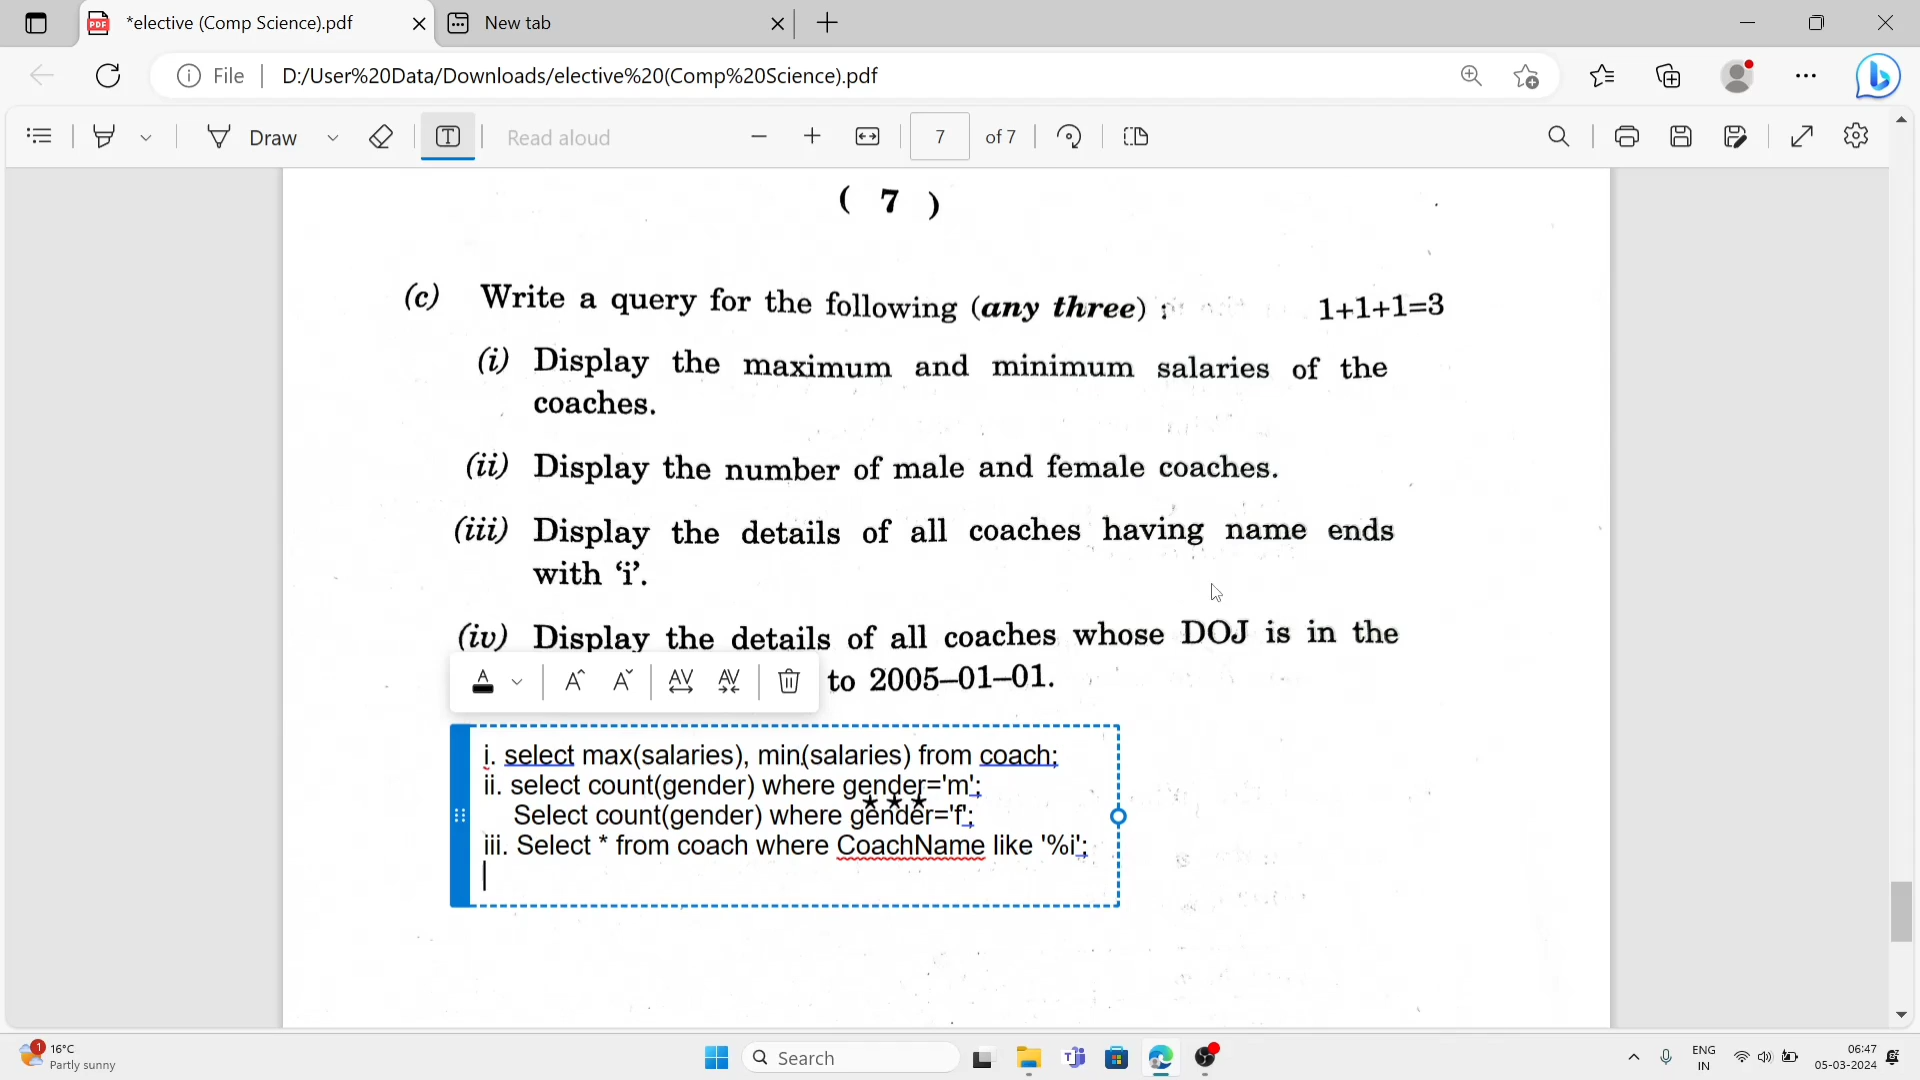 *elective (Comp Science).pdf
New tab
File
D:/User%20Data/Downloads/elective%20(Comp%20Science).pdf
Draw
Read aloud
7 of 7
( 7 )
(c) Write a query for the following (any three) : 1+1+1=3
(i) Display the maximum and minimum salaries of the
coaches.
(ii) Display the number of male and female coaches.
(iii) Display the details of all coaches having name ends
with ‘i’.
(iv) Display the details of all coaches whose DOJ is in the
to 2005–01–01.
i. select max(salaries), min(salaries) from coach;
ii. select count(gender) where gender='m';
★ ★ ★
Select count(gender) where gender='f';
iii. Select * from coach where CoachName like '%i';
1
16°C
Partly sunny
Search
ENG
IN
06:47
05-03-2024